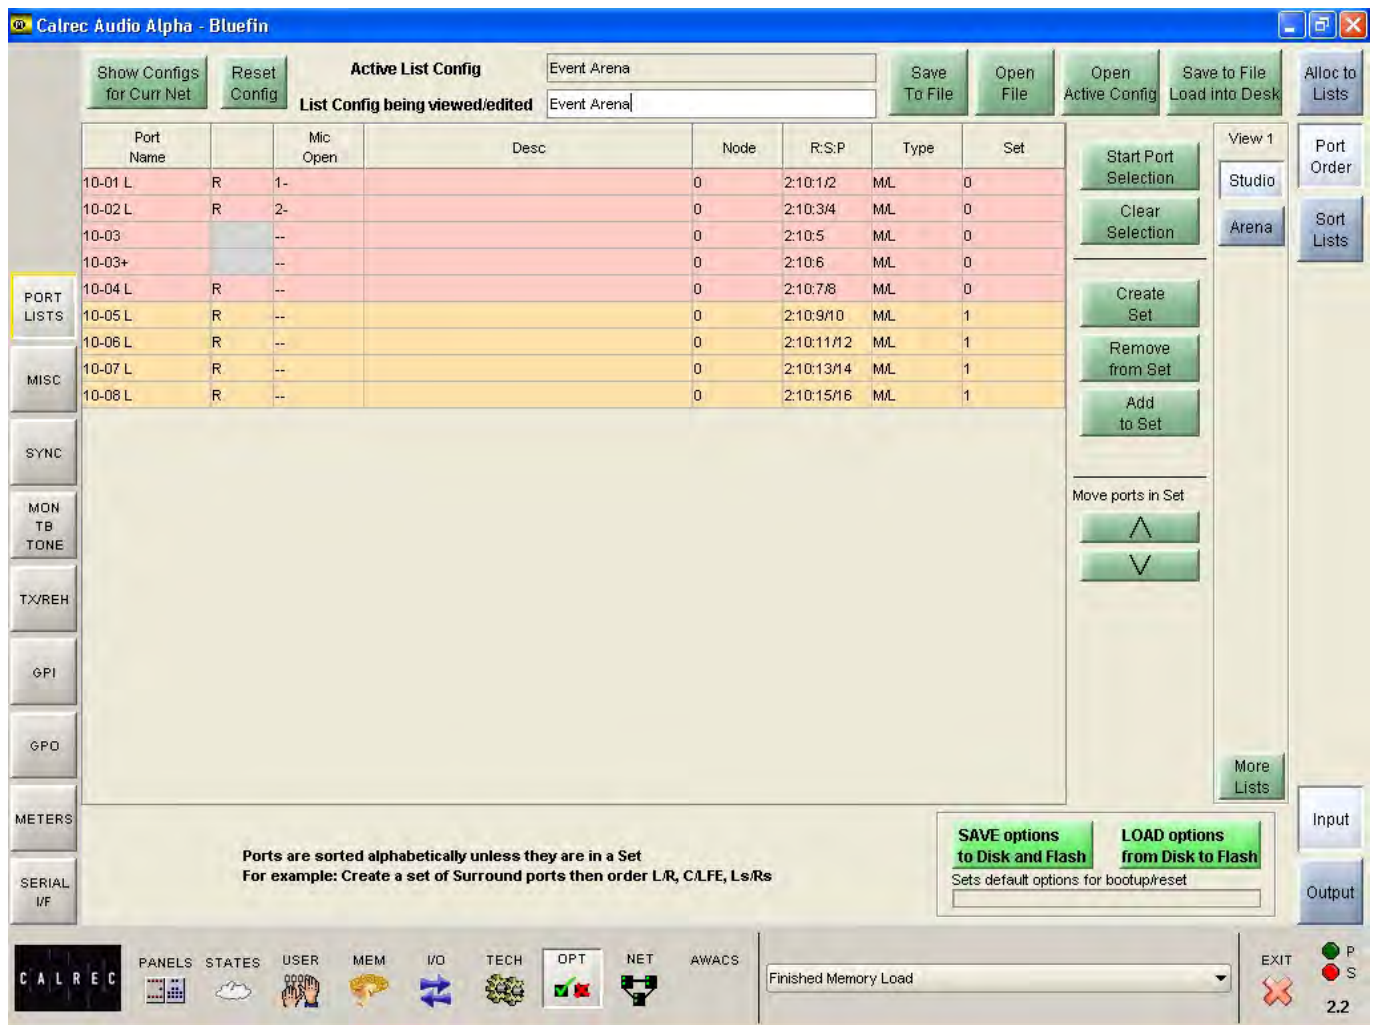 Calrec Audio Alpha - Bluefin
Show Configs
for Curr Net
Reset
Config
Active List Config
Event Arena
List Config being viewed/edited
Event Arena
Save
To File
Open
File
Open
Active Config
Save to File
Load into Desk
Alloc to
Lists
Port
Name
Mic
Open
Desc
Node
R:S:P
Type
Set
10-01 L R 1- 0 2:10:1/2 M/L 0
10-02 L R 2- 0 2:10:3/4 M/L 0
10-03 -- 0 2:10:5 M/L 0
10-03+ -- 0 2:10:6 M/L 0
10-04 L R -- 0 2:10:7/8 M/L 0
10-05 L R -- 0 2:10:9/10 M/L 1
10-06 L R -- 0 2:10:11/12 M/L 1
10-07 L R -- 0 2:10:13/14 M/L 1
10-08 L R -- 0 2:10:15/16 M/L 1
Start Port
Selection
Clear
Selection
Create
Set
Remove
from Set
Add
to Set
Move ports in Set
View 1
Studio
Arena
More
Lists
Port
Order
Sort
Lists
Input
Output
PORT
LISTS
MISC
SYNC
MON
TB
TONE
TX/REH
GPI
GPO
METERS
SERIAL
I/F
Ports are sorted alphabetically unless they are in a Set
For example: Create a set of Surround ports then order L/R, C/LFE, Ls/Rs
SAVE options
to Disk and Flash
LOAD options
from Disk to Flash
Sets default options for bootup/reset
CALREC
PANELS
STATES
USER
MEM
I/O
TECH
OPT
NET
AWACS
Finished Memory Load
EXIT
P
S
2.2